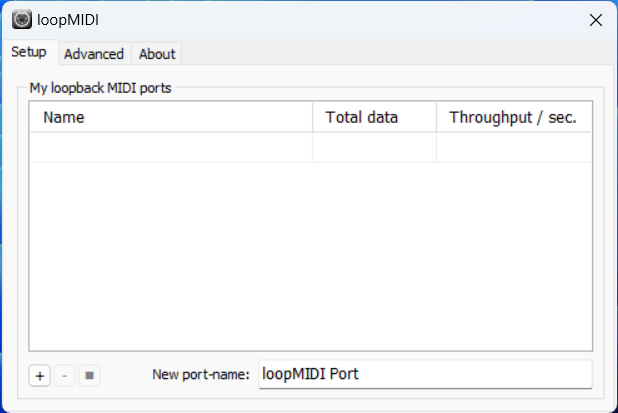 loopMIDI
Setup Advanced About
My loopback MIDI ports
Name Total data Throughput / sec.
+ - New port-name: loopMIDI Port